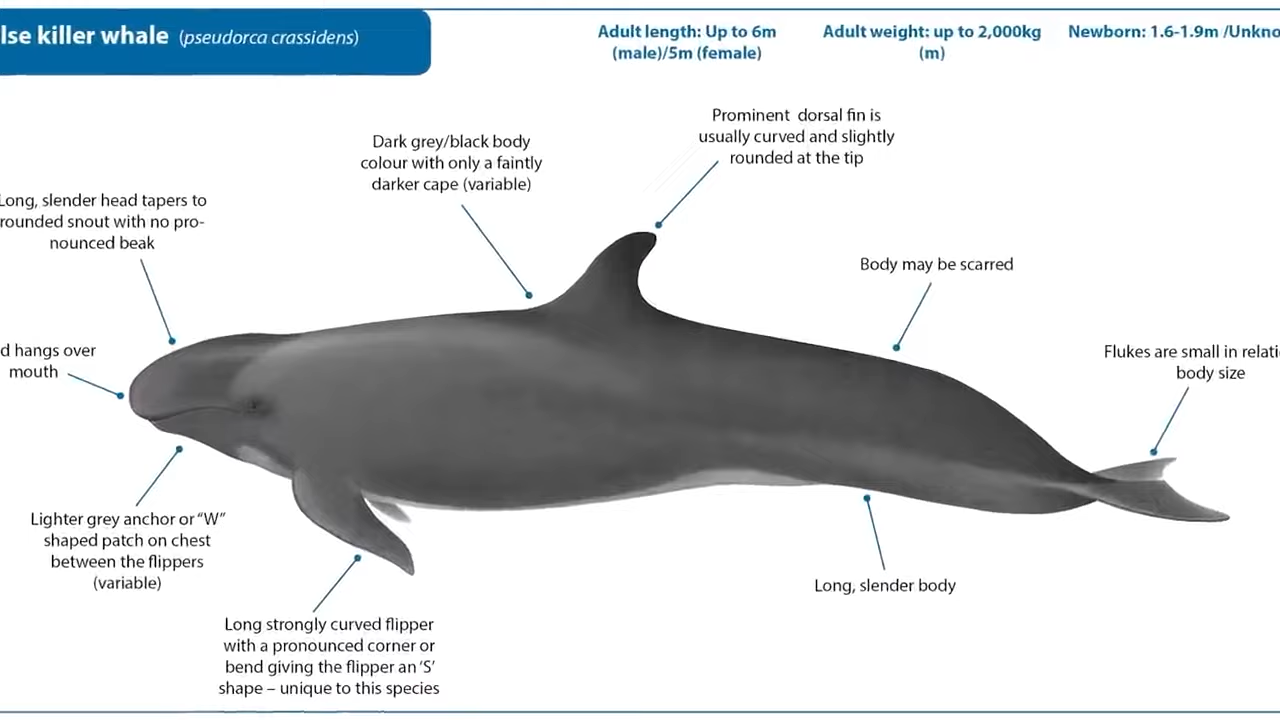 lse killer whale (pseudorca crassidens)
Adult length: Up to 6m
(male)/5m (female)
Adult weight: up to 2,000kg
(m)
Newborn: 1.6-1.9m /Unkno
Prominent dorsal fin is
usually curved and slightly
rounded at the tip
Dark grey/black body
colour with only a faintly
darker cape (variable)
Long, slender head tapers to
rounded snout with no pro-
nounced beak
Body may be scarred
d hangs over
mouth
Flukes are small in relati
body size
Lighter grey anchor or “W”
shaped patch on chest
between the flippers
(variable)
Long, slender body
Long strongly curved flipper
with a pronounced corner or
bend giving the flipper an ‘S’
shape – unique to this species